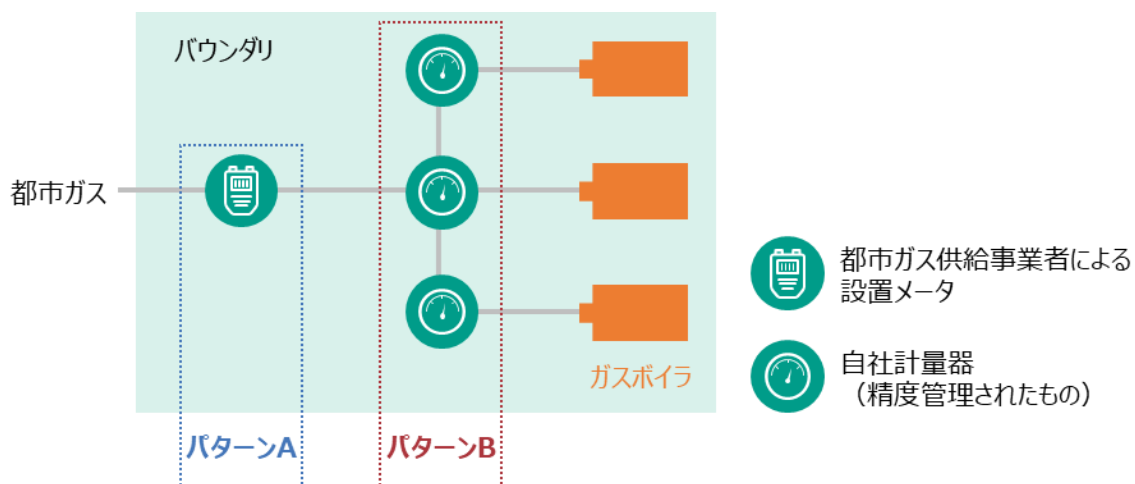 バウンダリ
都市ガス
ガスボイラ
パターンA
パターンB
都市ガス供給事業者による
設置メータ
自社計量器
（精度管理されたもの）